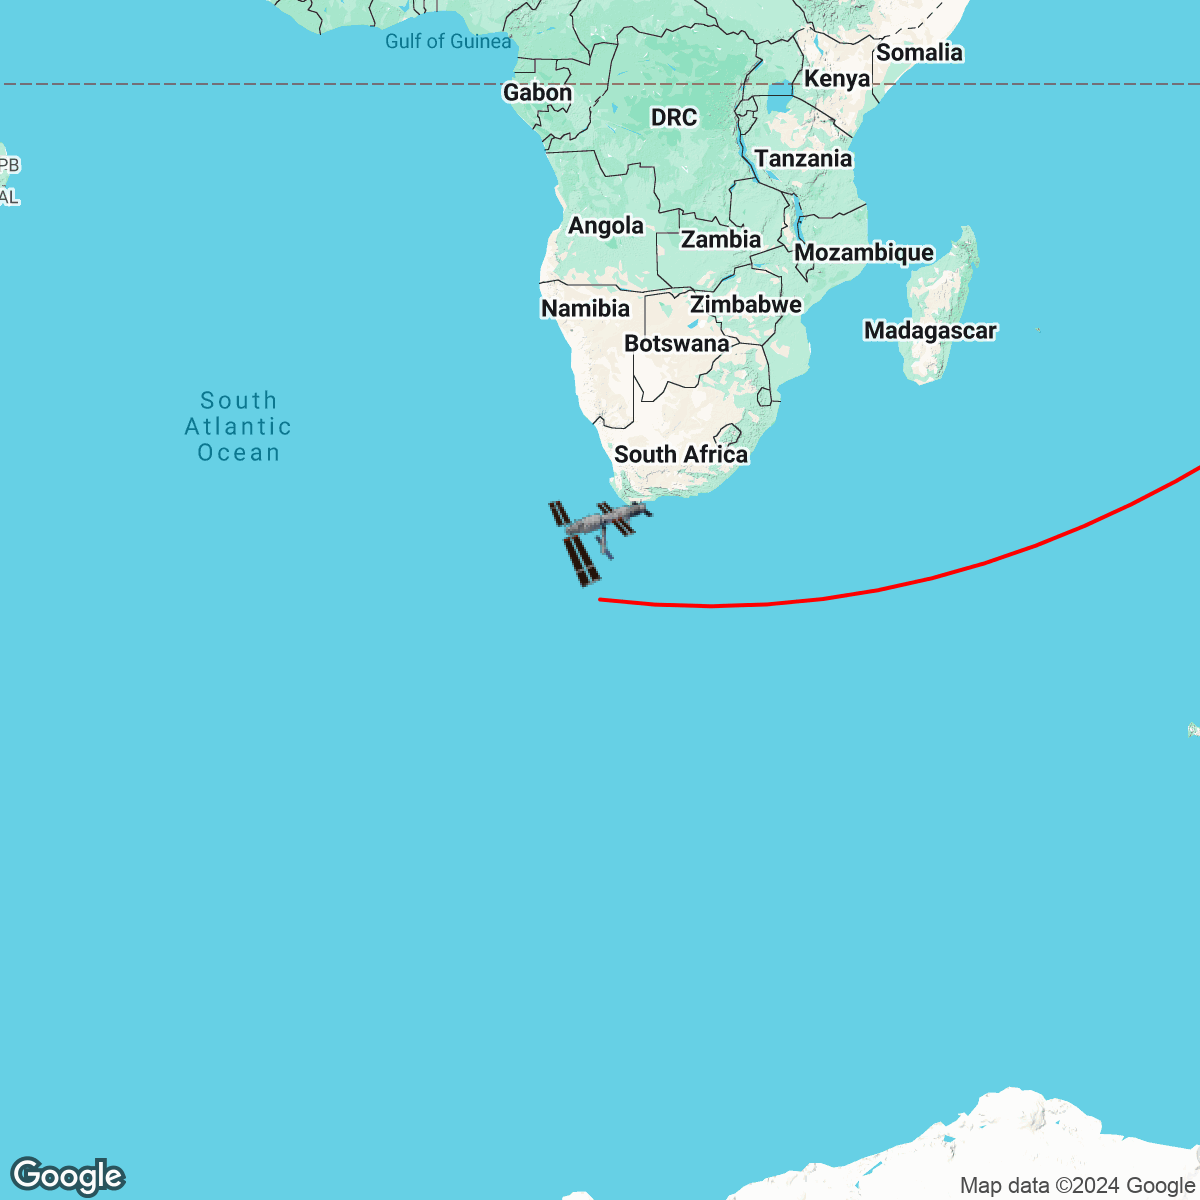 Gulf of Guinea
Somalia
Kenya
Gabon
DRC
Tanzania
PB
AL
Angola
Zambia
Mozambique
Zimbabwe
Namibia
Madagascar
Botswana
South
Atlantic
Ocean
South Africa
Google
Map data ©2024 Google